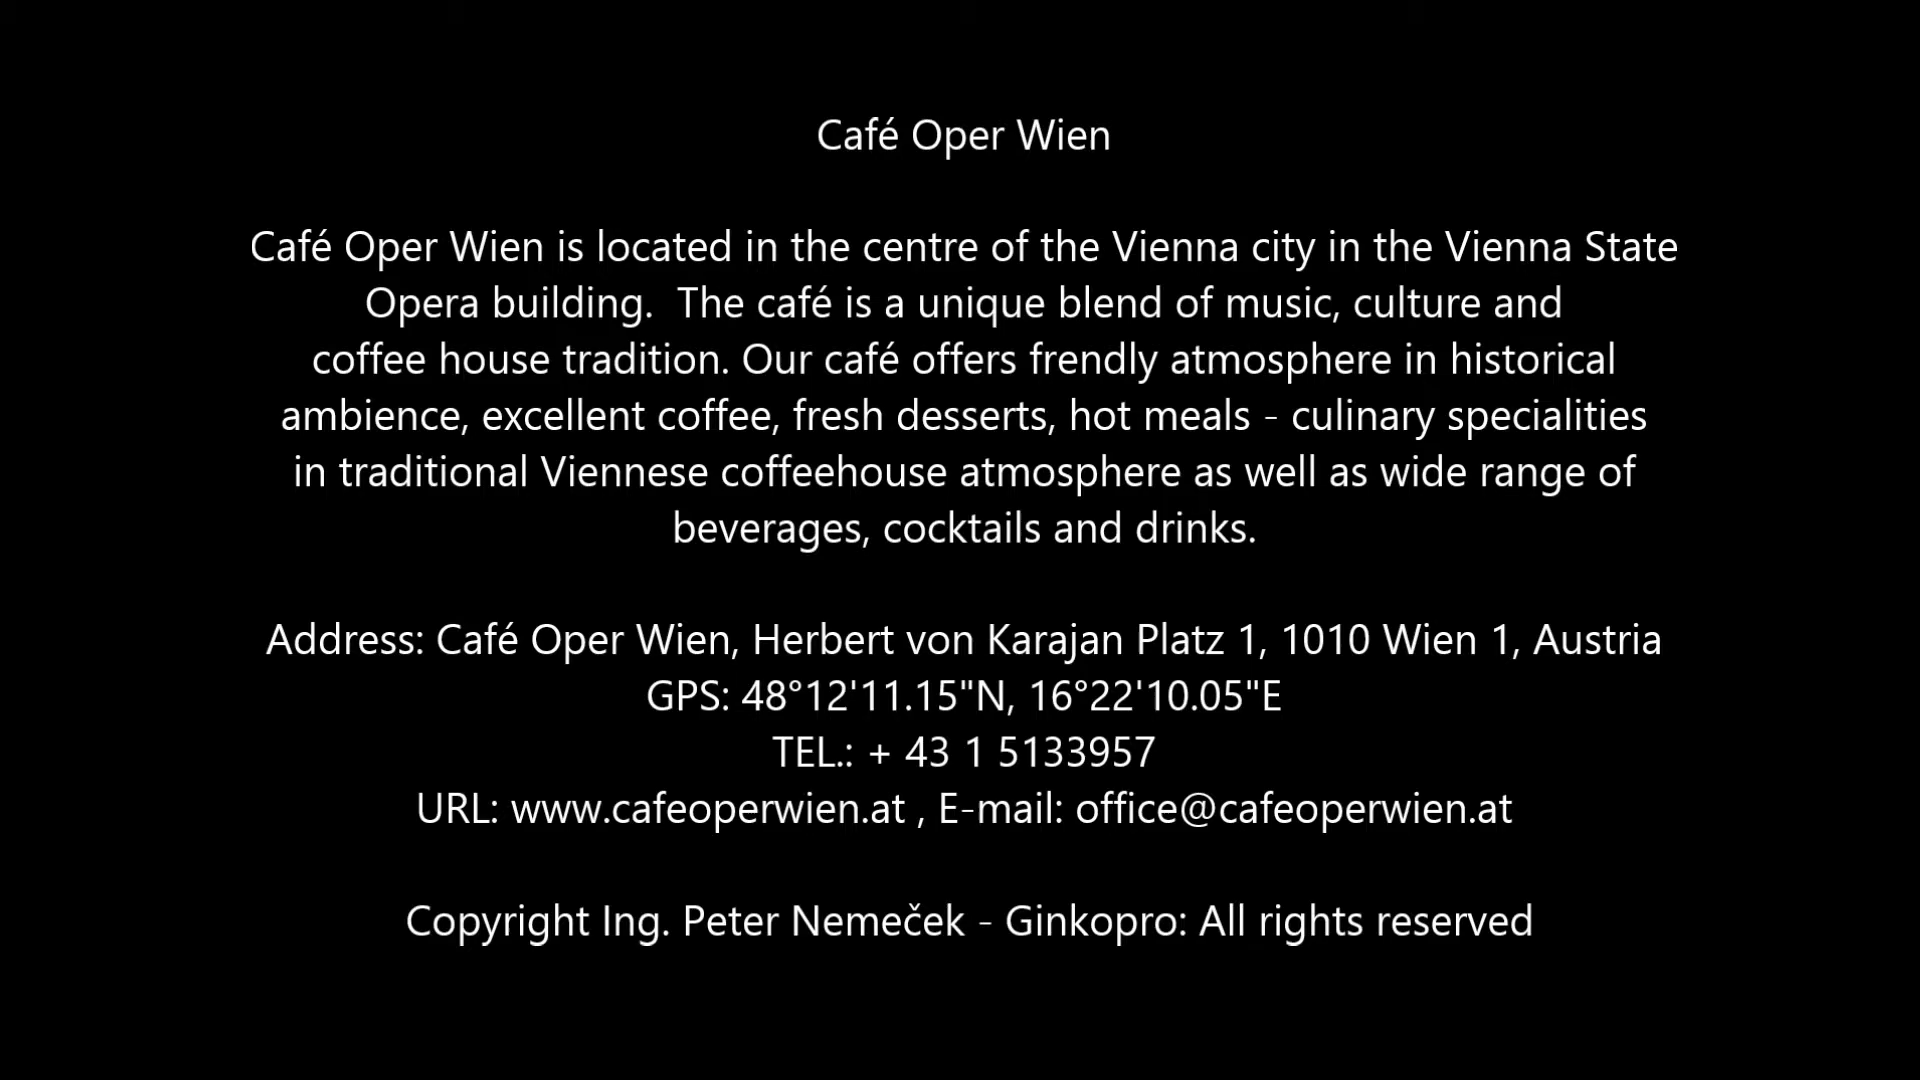 Café Oper Wien
Café Oper Wien is located in the centre of the Vienna city in the Vienna State
Opera building.  The café is a unique blend of music, culture and
coffee house tradition. Our café offers frendly atmosphere in historical
ambience, excellent coffee, fresh desserts, hot meals - culinary specialities
in traditional Viennese coffeehouse atmosphere as well as wide range of
beverages, cocktails and drinks.
Address: Café Oper Wien, Herbert von Karajan Platz 1, 1010 Wien 1, Austria
GPS: 48°12'11.15"N, 16°22'10.05"E
TEL.: + 43 1 5133957
URL: www.cafeoperwien.at , E-mail: office@cafeoperwien.at
Copyright Ing. Peter Nemeček - Ginkopro: All rights reserved